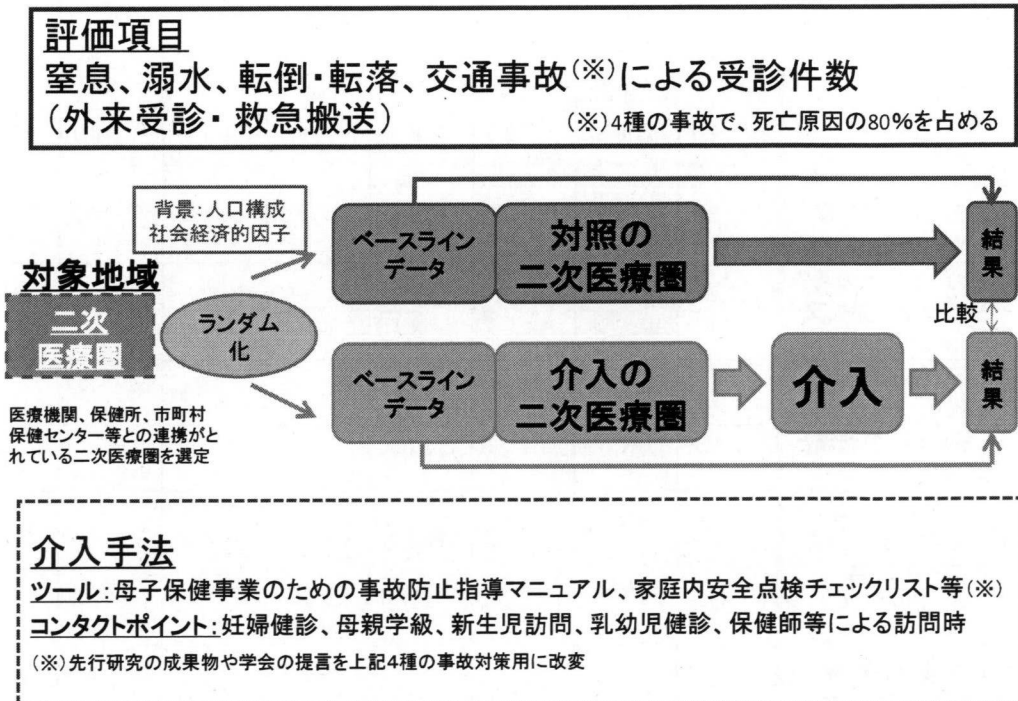 評価項目
窒息、溺水、転倒・転落、交通事故(※)による受診件数
(外来受診・救急搬送)
(※)4種の事故で、死亡原因の80%を占める
背景:人口構成
社会経済的因子
対象地域
二次
医療圏
ランダム
化
医療機関、保健所、市町村
保健センター等との連携がと
れている二次医療圏を選定
ベースライン
データ
対照の
二次医療圏
結果
比較
ベースライン
データ
介入の
二次医療圏
介入
結果
介入手法
ツール:母子保健事業のための事故防止指導マニュアル、家庭内安全点検チェックリスト等(※)
コンタクトポイント:妊婦健診、母親学級、新生児訪問、乳幼児健診、保健師等による訪問時
(※)先行研究の成果物や学会の提言を上記4種の事故対策用に改変